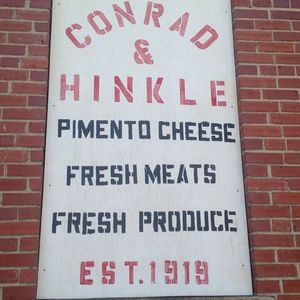 CONRAD
&
HINKLE
PIMENTO CHEESE
FRESH MEATS
FRESH PRODUCE
EST. 1919